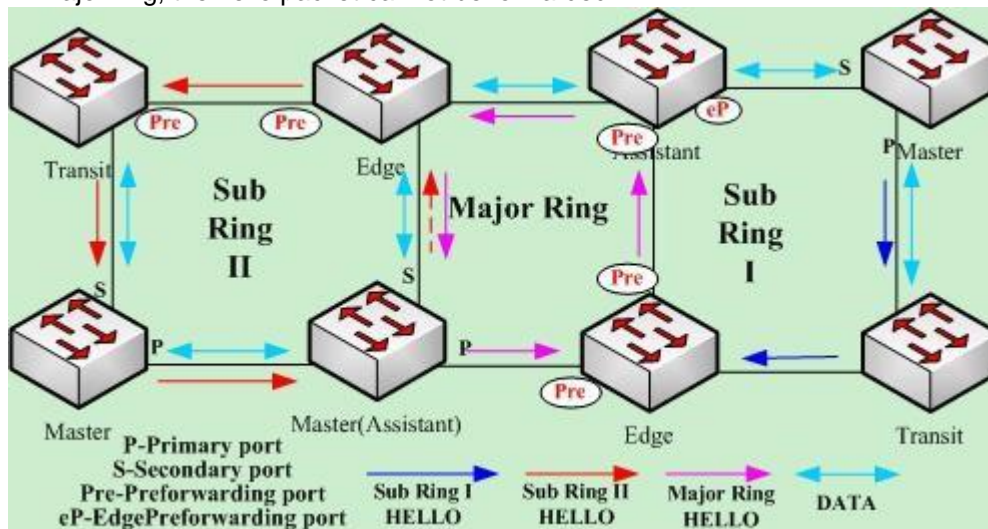 Pre
Pre
Pre
eP
S
Transit
Edge
Assistant
P
Master
Sub
Ring
II
Major Ring
Sub
Ring
I
S
S
Pre
P
P
Pre
Master
Master(Assistant)
Edge
Transit
P-Primary port
S-Secondary port
Pre-Preforwarding port
eP-EdgePreforwarding port
Sub Ring I
HELLO
Sub Ring II
HELLO
Major Ring
HELLO
DATA